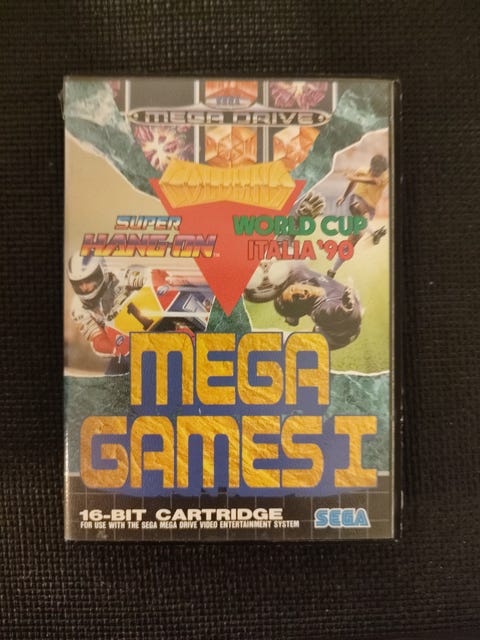 SEGA
MEGA DRIVE
COLUMNS
SUPER
HANG-ON™
WORLD CUP
ITALIA '90
MEGA
GAMES I
16-BIT CARTRIDGE
FOR USE WITH THE SEGA MEGA DRIVE VIDEO ENTERTAINMENT SYSTEM
SEGA